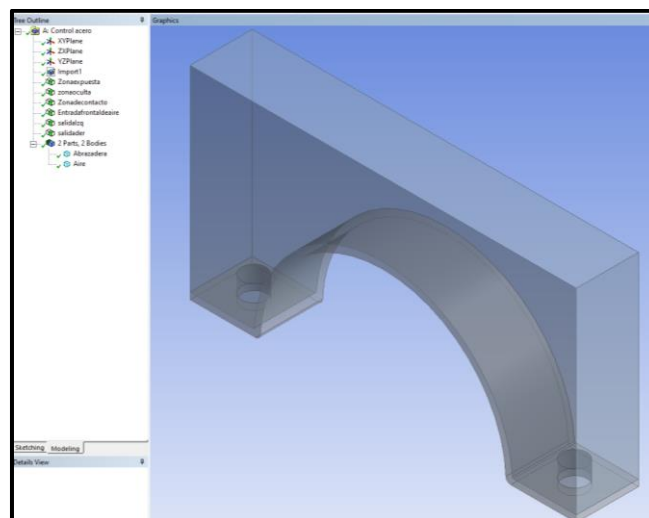 Tree Outline
Graphics
A: Control acero
XYPlane
ZXPlane
YZPlane
Import1
Zonaexpuesta
zonaoculta
Zonadecontacto
Entradafrontaldeaire
salidaizq
salidader
2 Parts, 2 Bodies
Abrazadera
Aire
Sketching Modeling
Details View